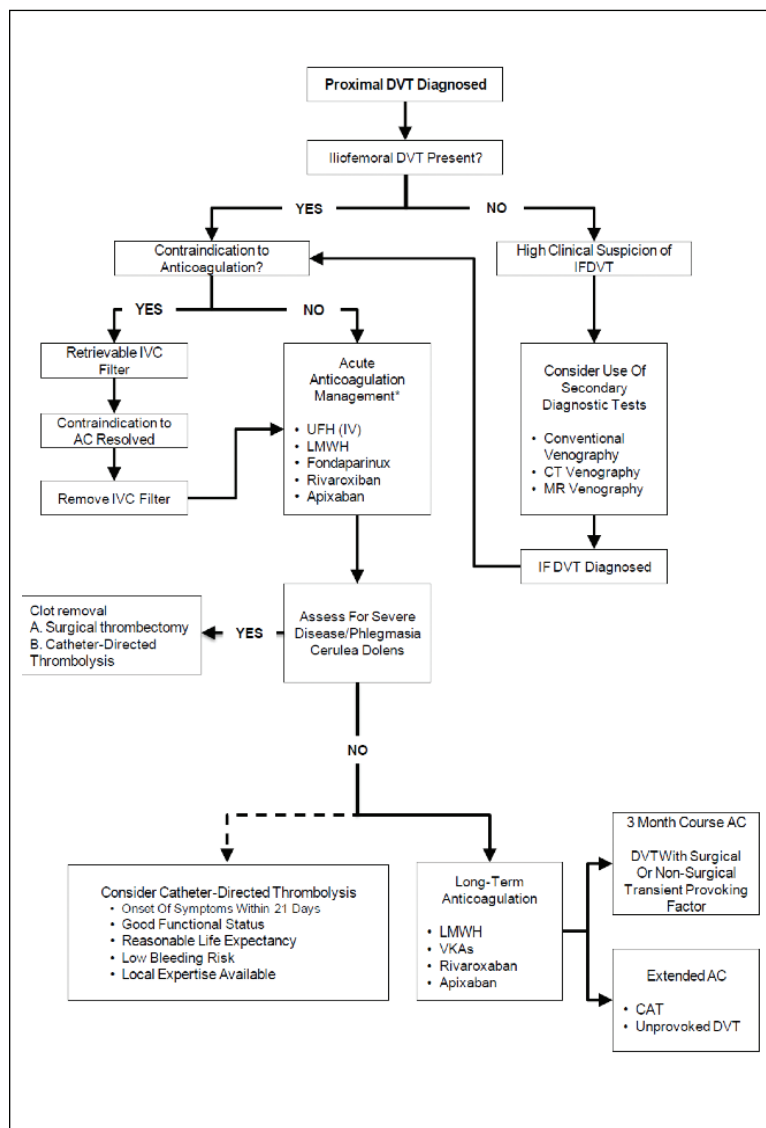 Proximal DVT Diagnosed
Iliofemoral DVT Present?
YES
NO
Contraindication to
Anticoagulation?
High Clinical Suspicion of
IFDVT
YES
NO
Retrievable IVC
Filter
Contraindication to
AC Resolved
Remove IVC Filter
Acute
Anticoagulation
Management*
• UFH (IV)
• LMWH
• Fondaparinux
• Rivaroxiban
• Apixaban
Consider Use Of
Secondary
Diagnostic Tests
• Conventional
Venography
• CT Venography
• MR Venography
IF DVT Diagnosed
Clot removal
A. Surgical thrombectomy
B. Catheter-Directed
Thrombolysis
YES
Assess For Severe
Disease/Phlegmasia
Cerulea Dolens
NO
Consider Catheter-Directed Thrombolysis
• Onset Of Symptoms Within 21 Days
• Good Functional Status
• Reasonable Life Expectancy
• Low Bleeding Risk
• Local Expertise Available
Long-Term
Anticoagulation
• LMWH
• VKAs
• Rivaroxaban
• Apixaban
3 Month Course AC
DVT With Surgical
Or Non-Surgical
Transient Provoking
Factor
Extended AC
• CAT
• Unprovoked DVT